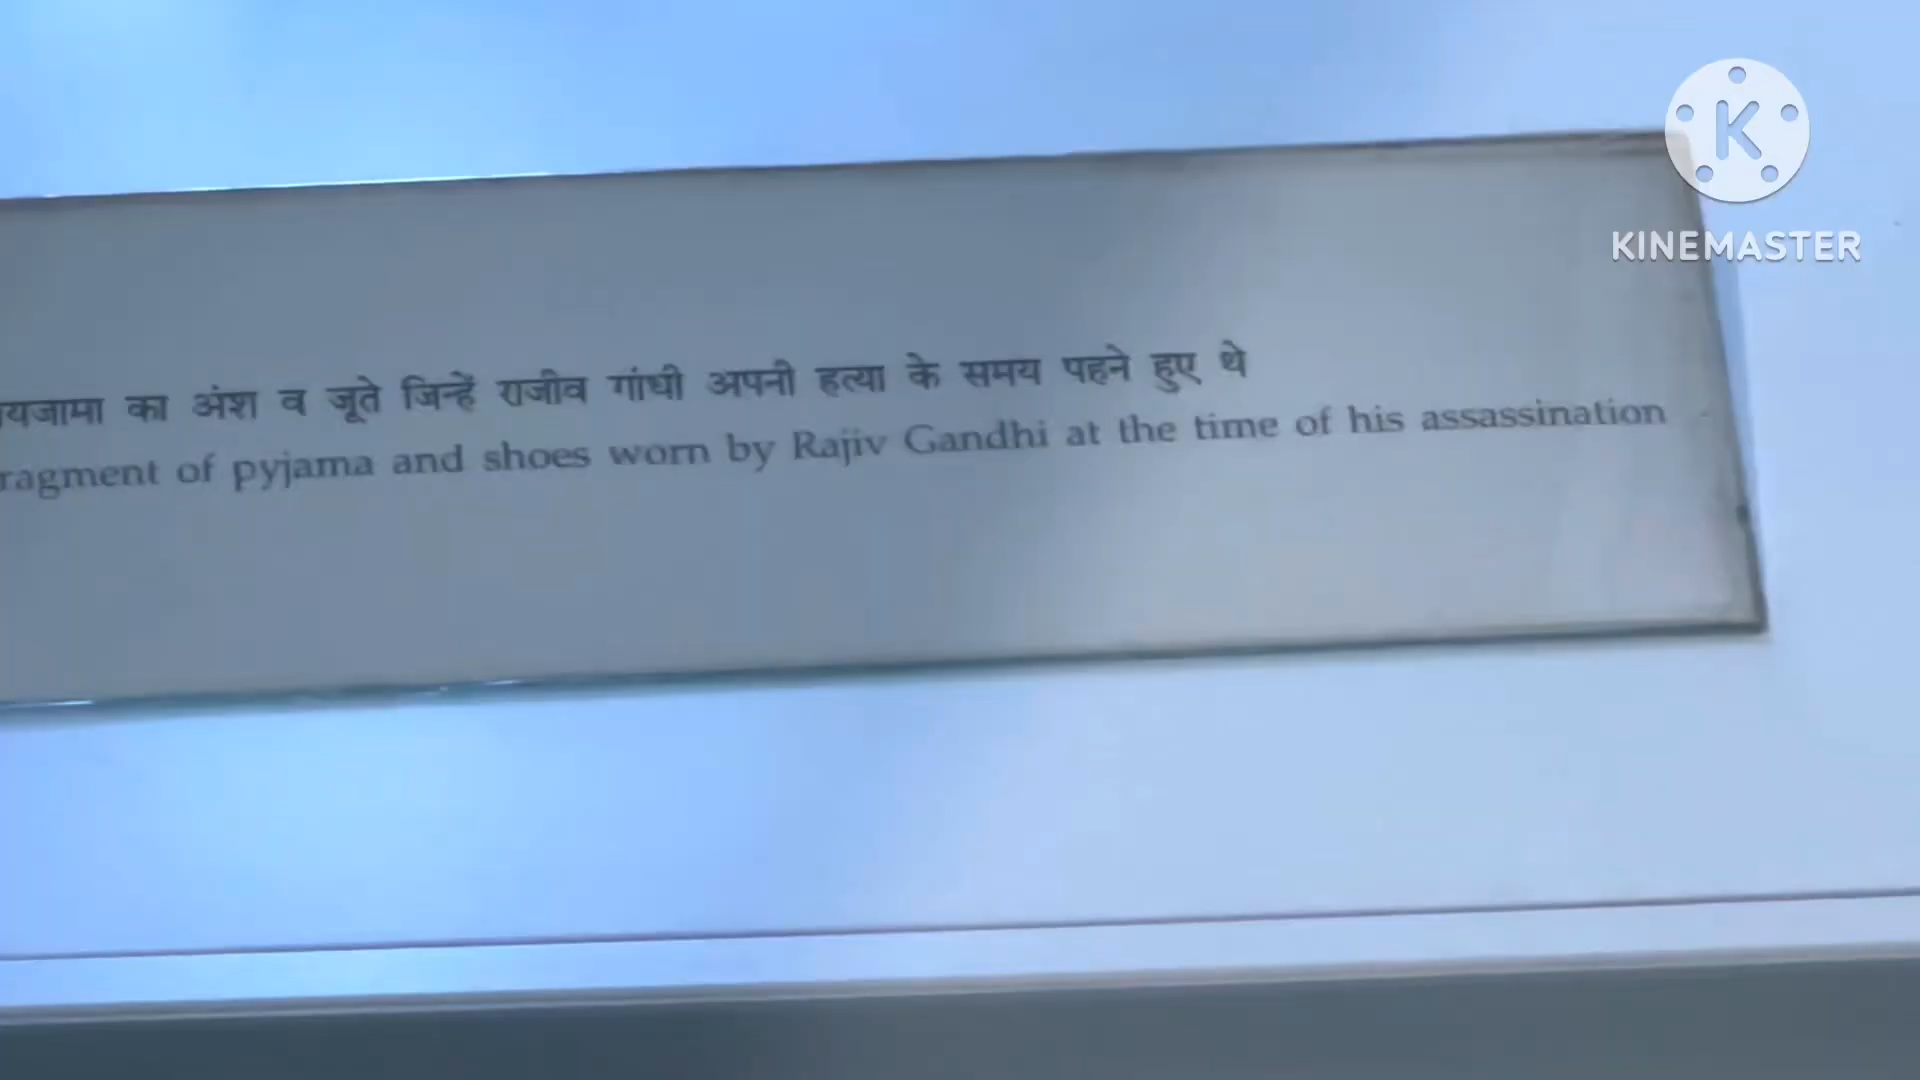 यजामा का अंश व जूते जिन्हें राजीव गांधी अपनी हत्या के समय पहने हुए थे
ragment of pyjama and shoes worn by Rajiv Gandhi at the time of his assassination
K
KINEMASTER